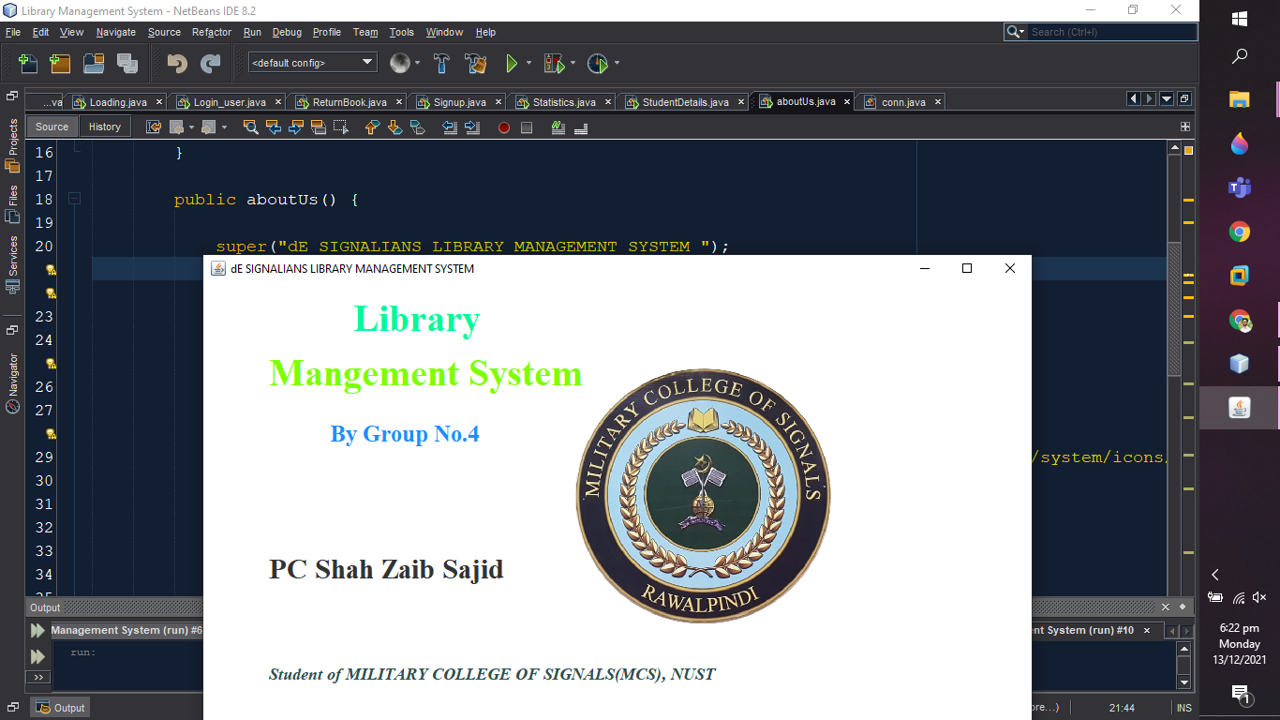 Library Management System - NetBeans IDE 8.2
File Edit View Navigate Source Refactor Run Debug Profile Team Tools Window Help
Search (Ctrl+I)
<default config>
...va Loading.java Login_user.java ReturnBook.java Signup.java Statistics.java StudentDetails.java aboutUs.java conn.java
Source History
Projects
Files
Services
Navigator
16 }
17
18 public aboutUs() {
19
20 super("dE SIGNALIANS LIBRARY MANAGEMENT SYSTEM ");
23
24
26
27
29 /system/icons/
30
31
32
33
34
dE SIGNALIANS LIBRARY MANAGEMENT SYSTEM
Library
Mangement System
By Group No.4
MILITARY COLLEGE OF SIGNALS
RAWALPINDI
PC Shah Zaib Sajid
Student of MILITARY COLLEGE OF SIGNALS(MCS), NUST
Output
Management System (run) #6
nt System (run) #10
run:
>>
Output
ore...)
21:44
INS
6:22 pm
Monday
13/12/2021
1